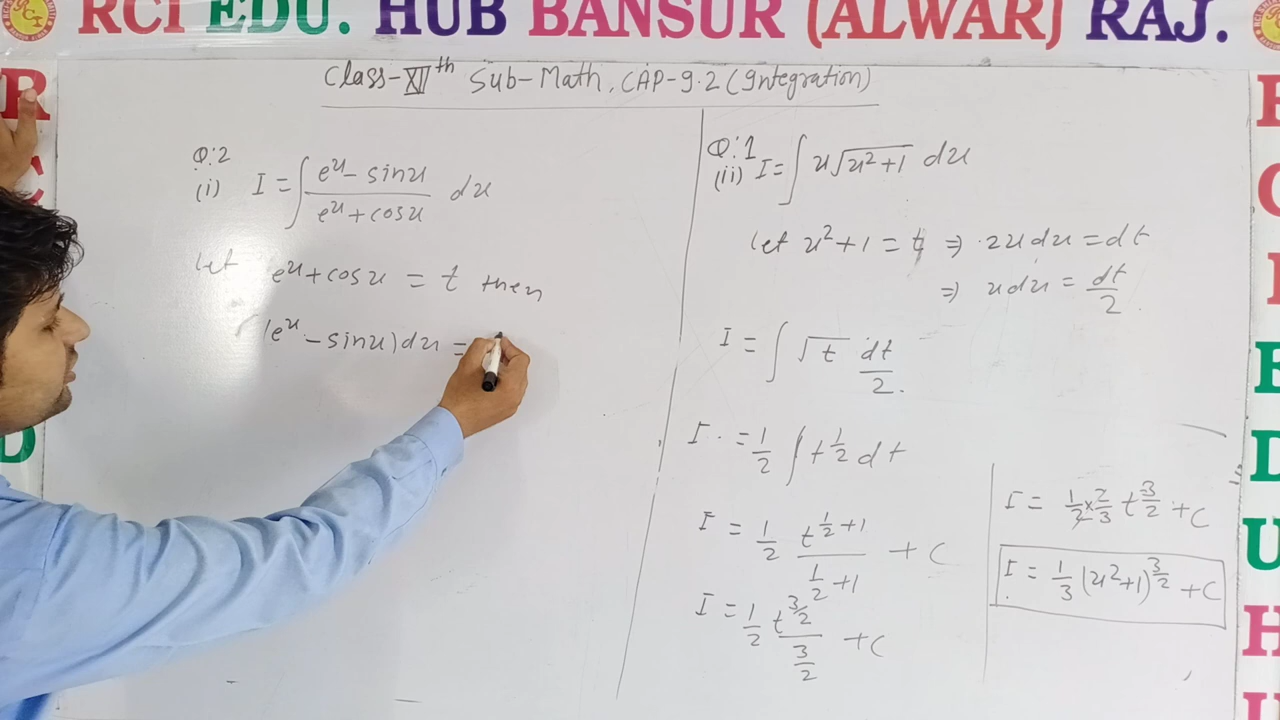 RCI EDU. HUB BANSUR (ALWAR) RAJ.
Class-XIIth Sub-Math, CAP-9.2 (Integration)
Q:2
(i) I = ∫ (e^x - sinx)/(e^x + cosx) dx
Let e^x + cosx = t then
(e^x - sinx)dx =
Q:1
(ii) I = ∫ x√(x²+1) dx
let x²+1 = t ⇒ 2x dx = dt
⇒ x dx = dt/2
I = ∫ √t dt/2
I = 1/2 ∫ t^(1/2) dt
I = 1/2 t^(1/2+1)/(1/2+1) + C
I = 1/2 t^(3/2)/(3/2) + C
I = 1/2 × 2/3 t^(3/2) + C
I = 1/3 (x²+1)^(3/2) + C
R
C
D
E
D
U
H